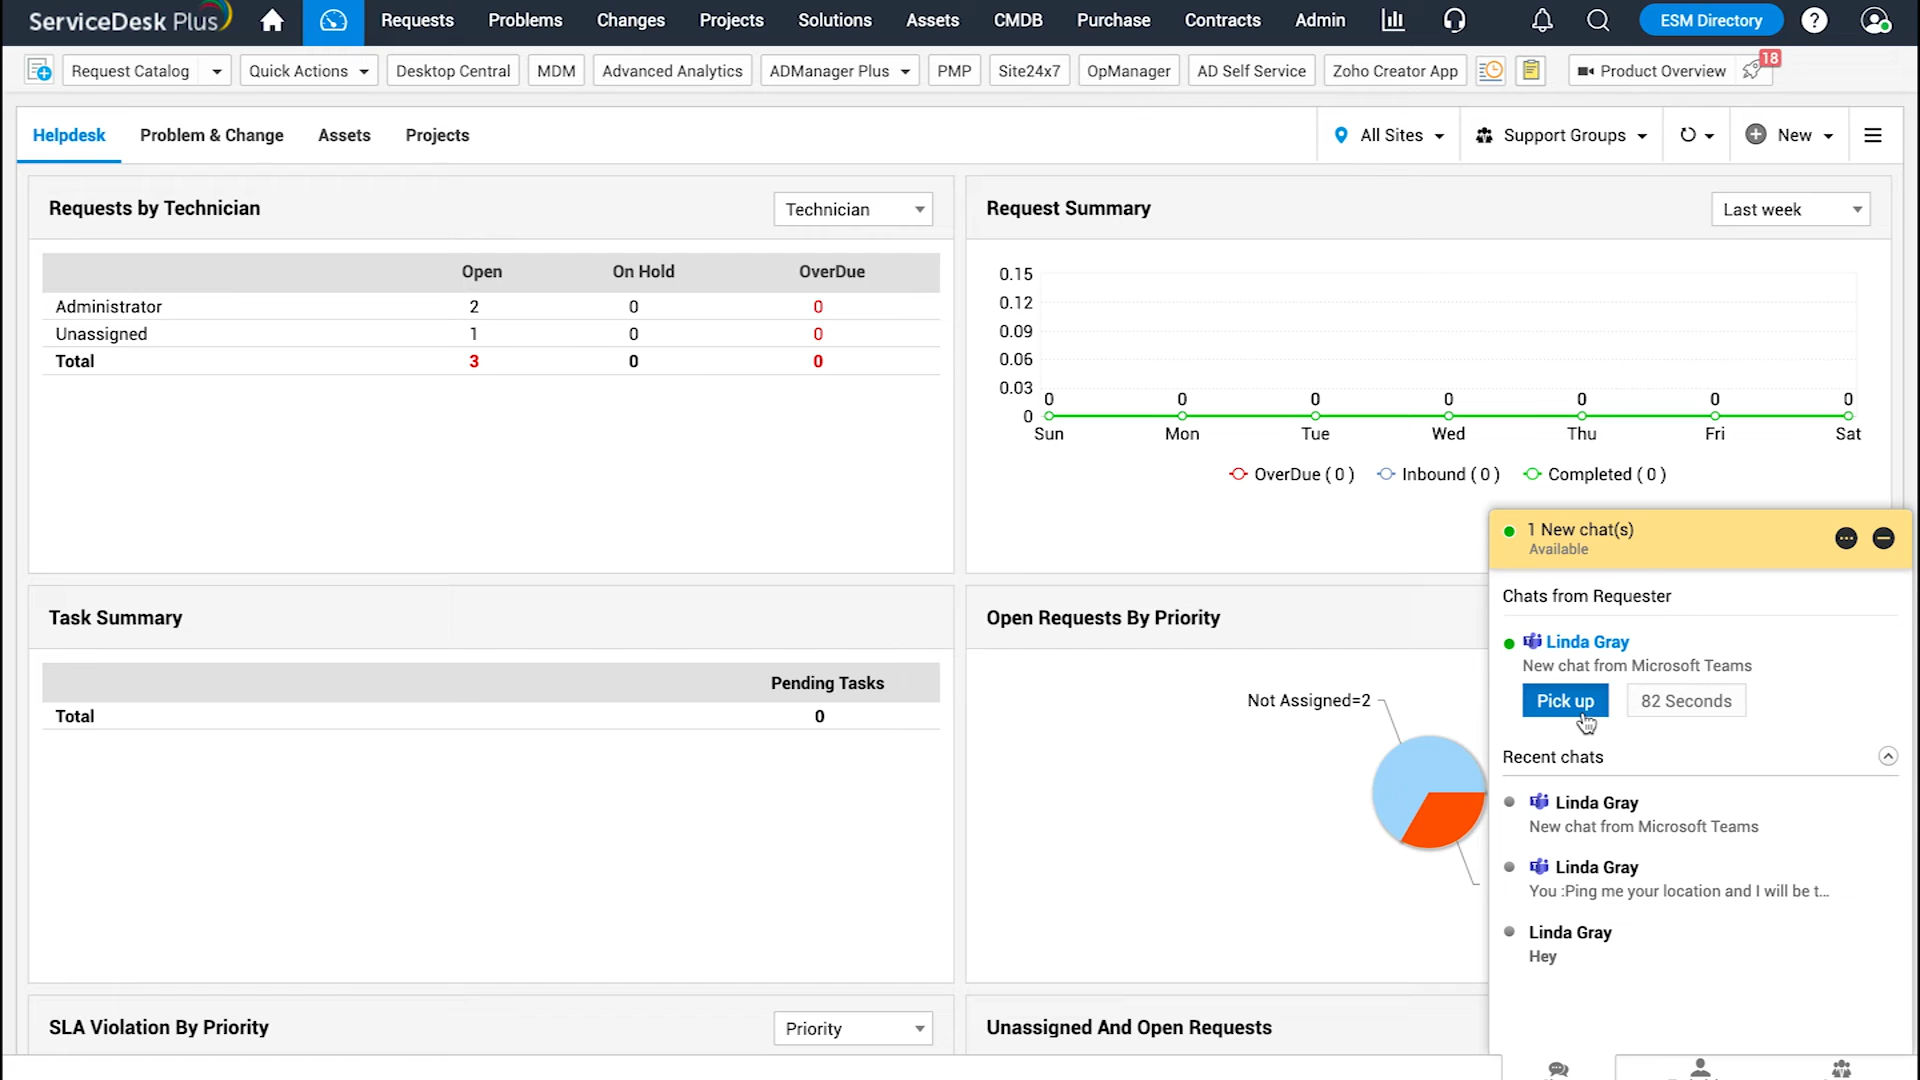 ServiceDesk Plus
Requests
Problems
Changes
Projects
Solutions
Assets
CMDB
Purchase
Contracts
Admin
ESM Directory
?
Request Catalog
Quick Actions
Desktop Central
MDM
Advanced Analytics
ADManager Plus
PMP
Site24x7
OpManager
AD Self Service
Zoho Creator App
Product Overview
18
Helpdesk
Problem & Change
Assets
Projects
All Sites
Support Groups
New
Requests by Technician
Technician
Open On Hold OverDue
Administrator 2 0 0
Unassigned 1 0 0
Total 3 0 0
Request Summary
Last week
0.15
0.12
0.09
0.06
0.03
0
0 0 0 0 0 0 0
Sun Mon Tue Wed Thu Fri Sat
OverDue ( 0 ) Inbound ( 0 ) Completed ( 0 )
Task Summary
Pending Tasks
Total 0
Open Requests By Priority
Not Assigned=2
SLA Violation By Priority
Priority
Unassigned And Open Requests
1 New chat(s)
Available
Chats from Requester
Linda Gray
New chat from Microsoft Teams
Pick up
82 Seconds
Recent chats
Linda Gray
New chat from Microsoft Teams
Linda Gray
You :Ping me your location and I will be t...
Linda Gray
Hey